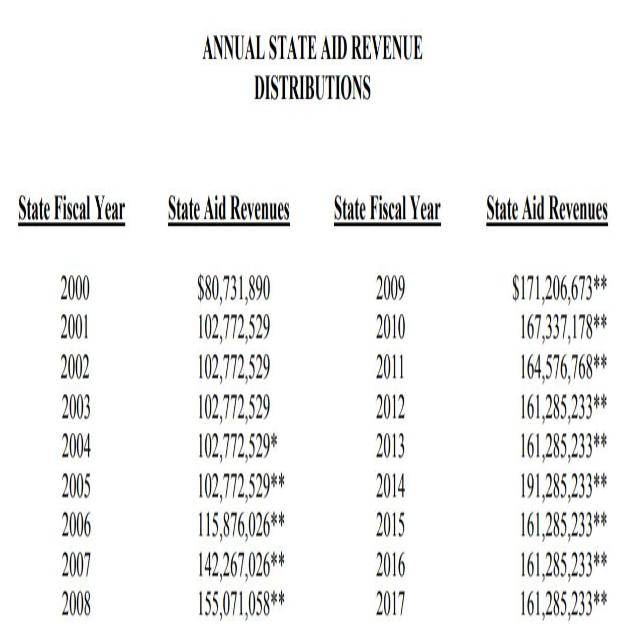 ANNUAL STATE AID REVENUE
DISTRIBUTIONS
State Fiscal Year State Aid Revenues State Fiscal Year State Aid Revenues
2000 $80,731,890 2009 $171,206,673**
2001 102,772,529 2010 167,337,178**
2002 102,772,529 2011 164,576,768**
2003 102,772,529 2012 161,285,233**
2004 102,772,529* 2013 161,285,233**
2005 102,772,529** 2014 191,285,233**
2006 115,876,026** 2015 161,285,233**
2007 142,267,026** 2016 161,285,233**
2008 155,071,058** 2017 161,285,233**